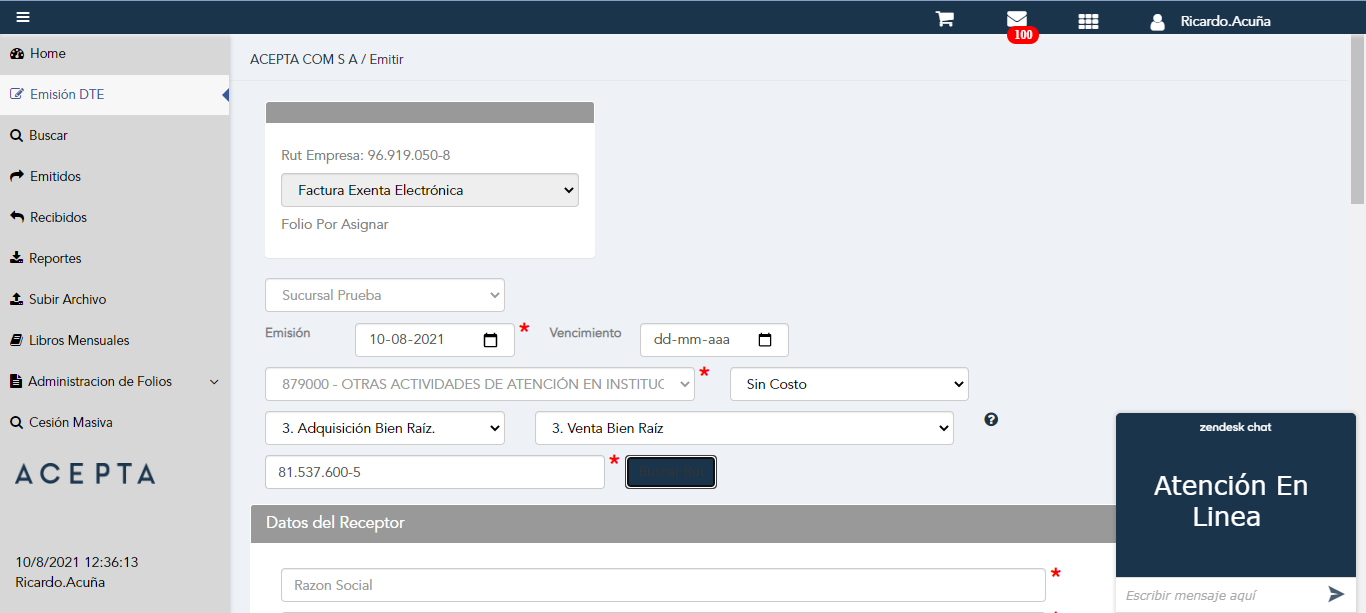 100
Ricardo.Acuña
Home
Emisión DTE
Buscar
Emitidos
Recibidos
Reportes
Subir Archivo
Libros Mensuales
Administracion de Folios
Cesión Masiva
ACEPTA
10/8/2021 12:36:13
Ricardo.Acuña
ACEPTA COM S A / Emitir
Rut Empresa: 96.919.050-8
Factura Exenta Electrónica
Folio Por Asignar
Sucursal Prueba
Emisión 10-08-2021 * Vencimiento dd-mm-aaa
879000 - OTRAS ACTIVIDADES DE ATENCIÓN EN INSTITUC * Sin Costo
3. Adquisición Bien Raíz. 3. Venta Bien Raíz ?
81.537.600-5 *
Datos del Receptor
Razon Social *
zendesk chat
Atención En
Linea
Escribir mensaje aquí